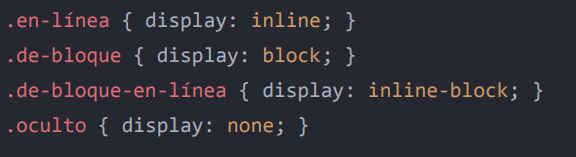 .en-línea { display: inline; }
.de-bloque { display: block; }
.de-bloque-en-línea { display: inline-block; }
.oculto { display: none; }